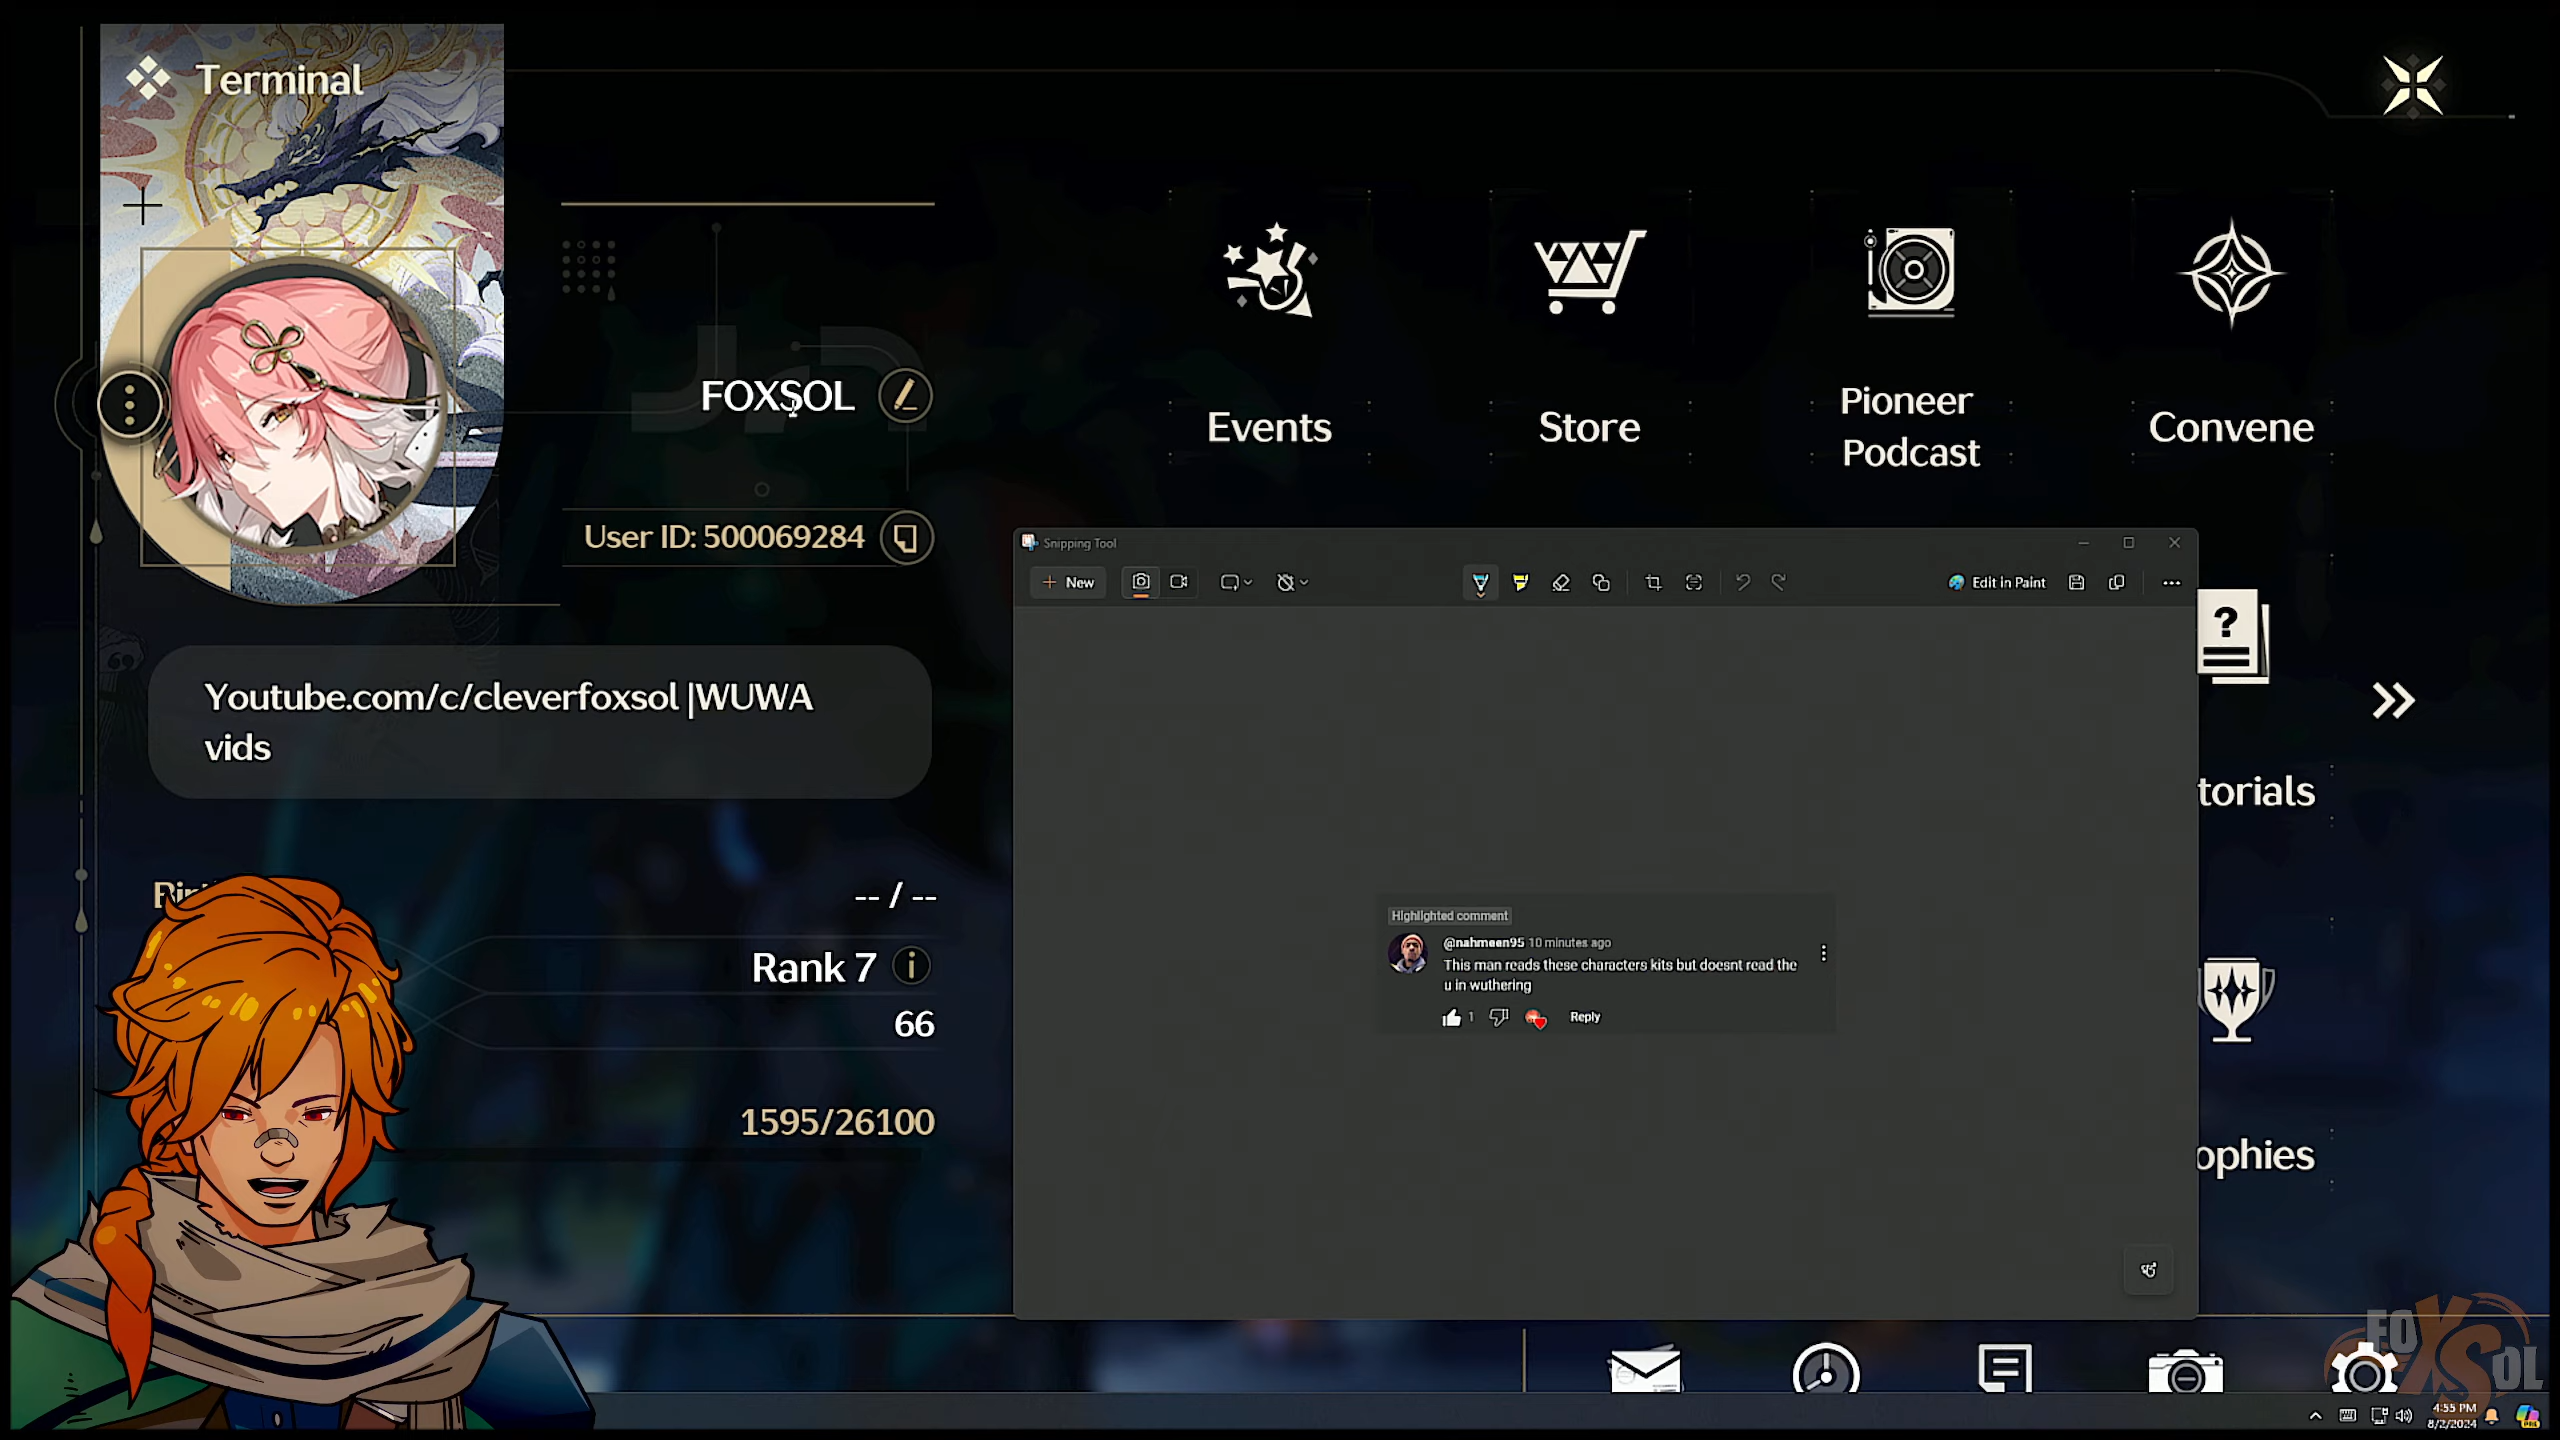 Terminal
FOXSOL
User ID: 500069284
Youtube.com/c/cleverfoxsol |WUWA
vids
-- / --
Rank 7
66
1595/26100
Events
Store
Pioneer
Podcast
Convene
Snipping Tool
New
Edit in Paint
Highlighted comment
@nahmeen95 10 minutes ago
This man reads these characters kits but doesnt read the
u in wuthering
1
Reply
?
torials
ophies
FOXSOL
4:55 PM
8/2/2024